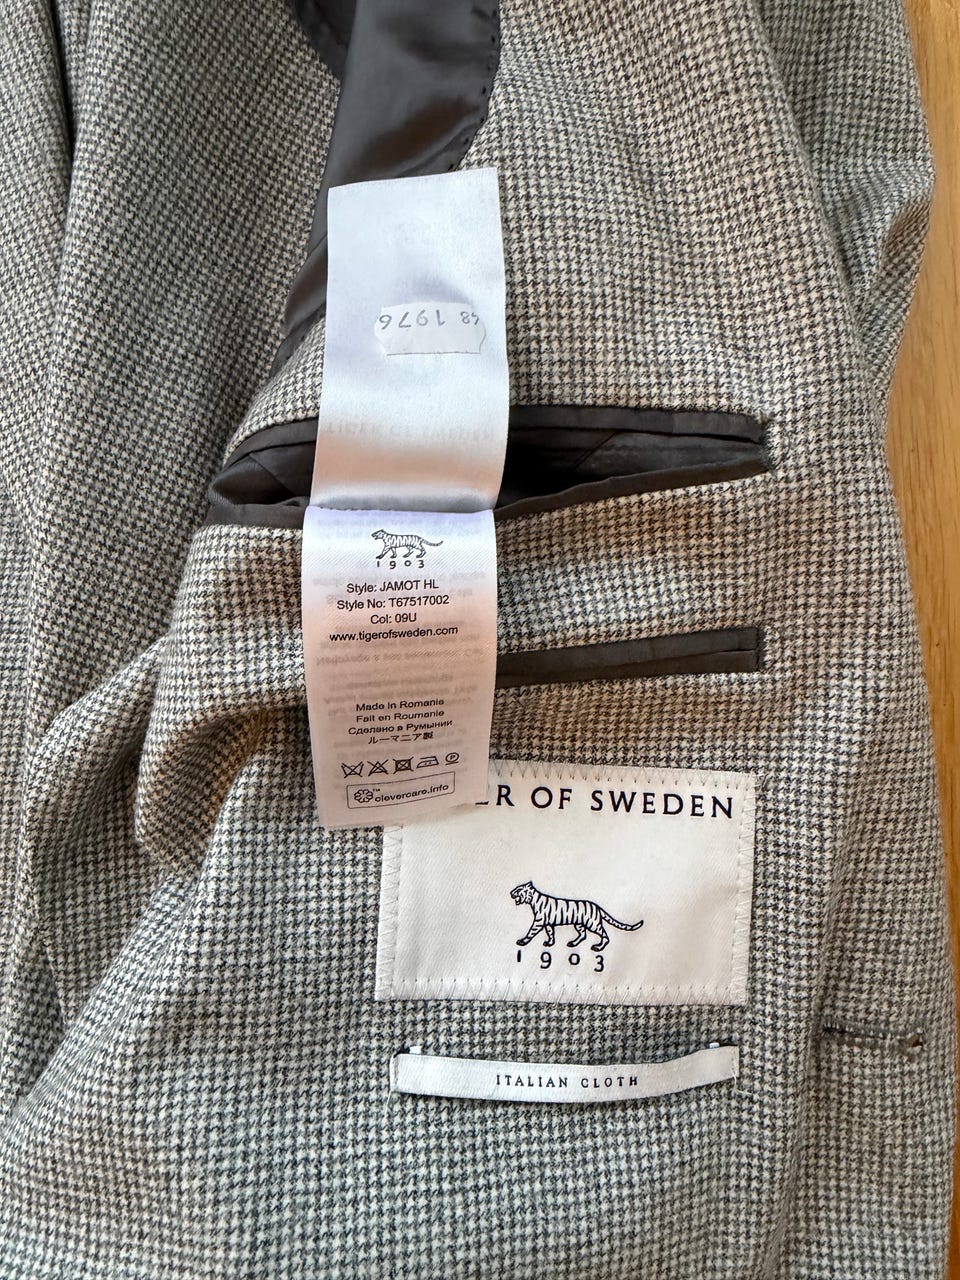 48 1976
1903
Style: JAMOT HL
Style No: T67517002
Col: 09U
www.tigerofsweden.com
Made in Romania
Fait en Roumanie
Сделано в Румынии
ルーマニア製
clevercare.info
ER OF SWEDEN
1903
ITALIAN CLOTH